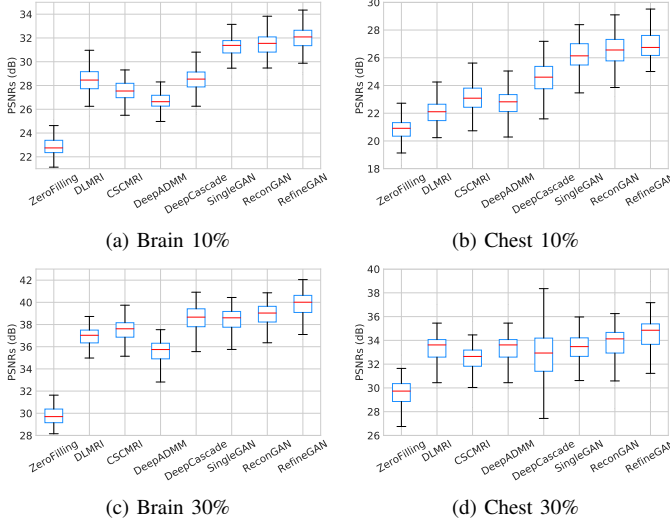 PSNRs (dB)
34
32
30
28
26
24
22
ZeroFilling
DLMRI
CSCMRI
DeepADMM
DeepCascade
SingleGAN
ReconGAN
RefineGAN
(a) Brain 10%
PSNRs (dB)
30
28
26
24
22
20
18
ZeroFilling
DLMRI
CSCMRI
DeepADMM
DeepCascade
SingleGAN
ReconGAN
RefineGAN
(b) Chest 10%
PSNRs (dB)
42
40
38
36
34
32
30
28
ZeroFilling
DLMRI
CSCMRI
DeepADMM
DeepCascade
SingleGAN
ReconGAN
RefineGAN
(c) Brain 30%
PSNRs (dB)
40
38
36
34
32
30
28
26
ZeroFilling
DLMRI
CSCMRI
DeepADMM
DeepCascade
SingleGAN
ReconGAN
RefineGAN
(d) Chest 30%